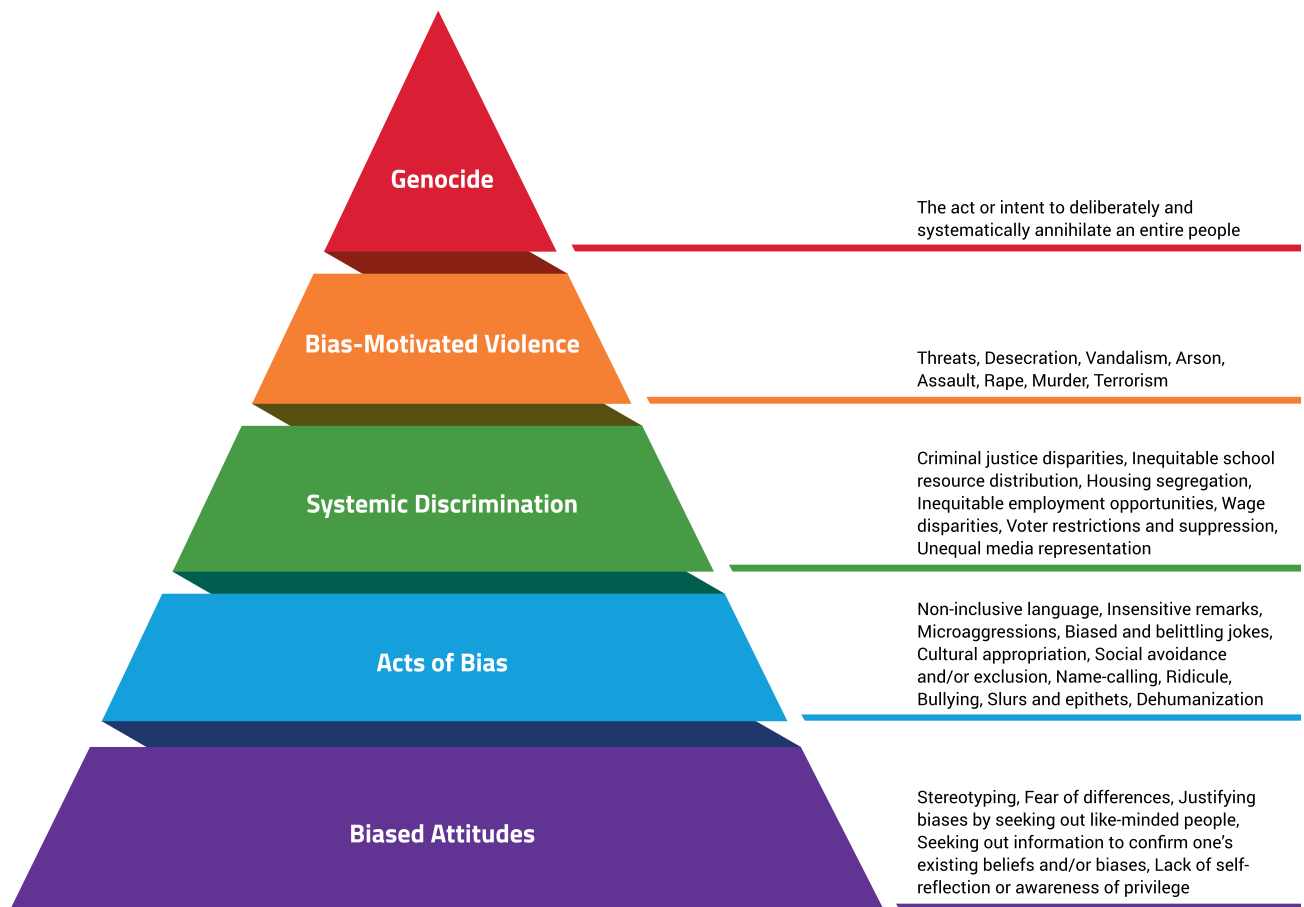 Genocide
The act or intent to deliberately and
systematically annihilate an entire people
Bias-Motivated Violence
Threats, Desecration, Vandalism, Arson,
Assault, Rape, Murder, Terrorism
Systemic Discrimination
Criminal justice disparities, Inequitable school
resource distribution, Housing segregation,
Inequitable employment opportunities, Wage
disparities, Voter restrictions and suppression,
Unequal media representation
Acts of Bias
Non-inclusive language, Insensitive remarks,
Microaggressions, Biased and belittling jokes,
Cultural appropriation, Social avoidance
and/or exclusion, Name-calling, Ridicule,
Bullying, Slurs and epithets, Dehumanization
Biased Attitudes
Stereotyping, Fear of differences, Justifying
biases by seeking out like-minded people,
Seeking out information to confirm one’s
existing beliefs and/or biases, Lack of self-
reflection or awareness of privilege